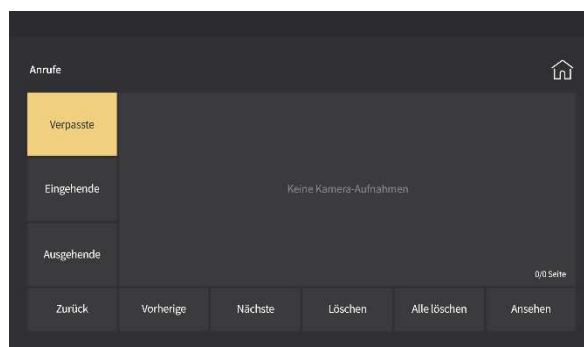 Anrufe
Verpasste
Eingehende
Keine Kamera-Aufnahmen
Ausgehende
0/0 Seite
Zurück Vorherige Nächste Löschen Alle löschen Ansehen